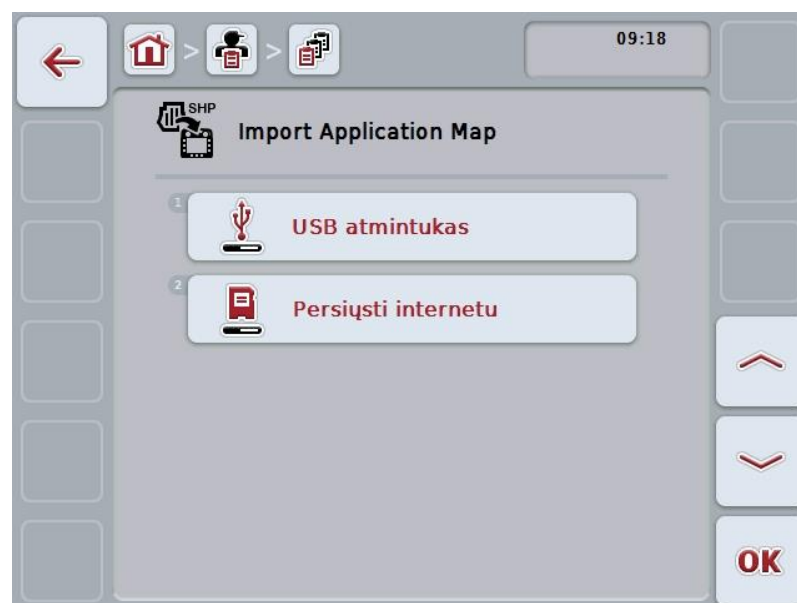 09:18
SHP
Import Application Map
1
USB atmintukas
2
Persiųsti internetu
OK